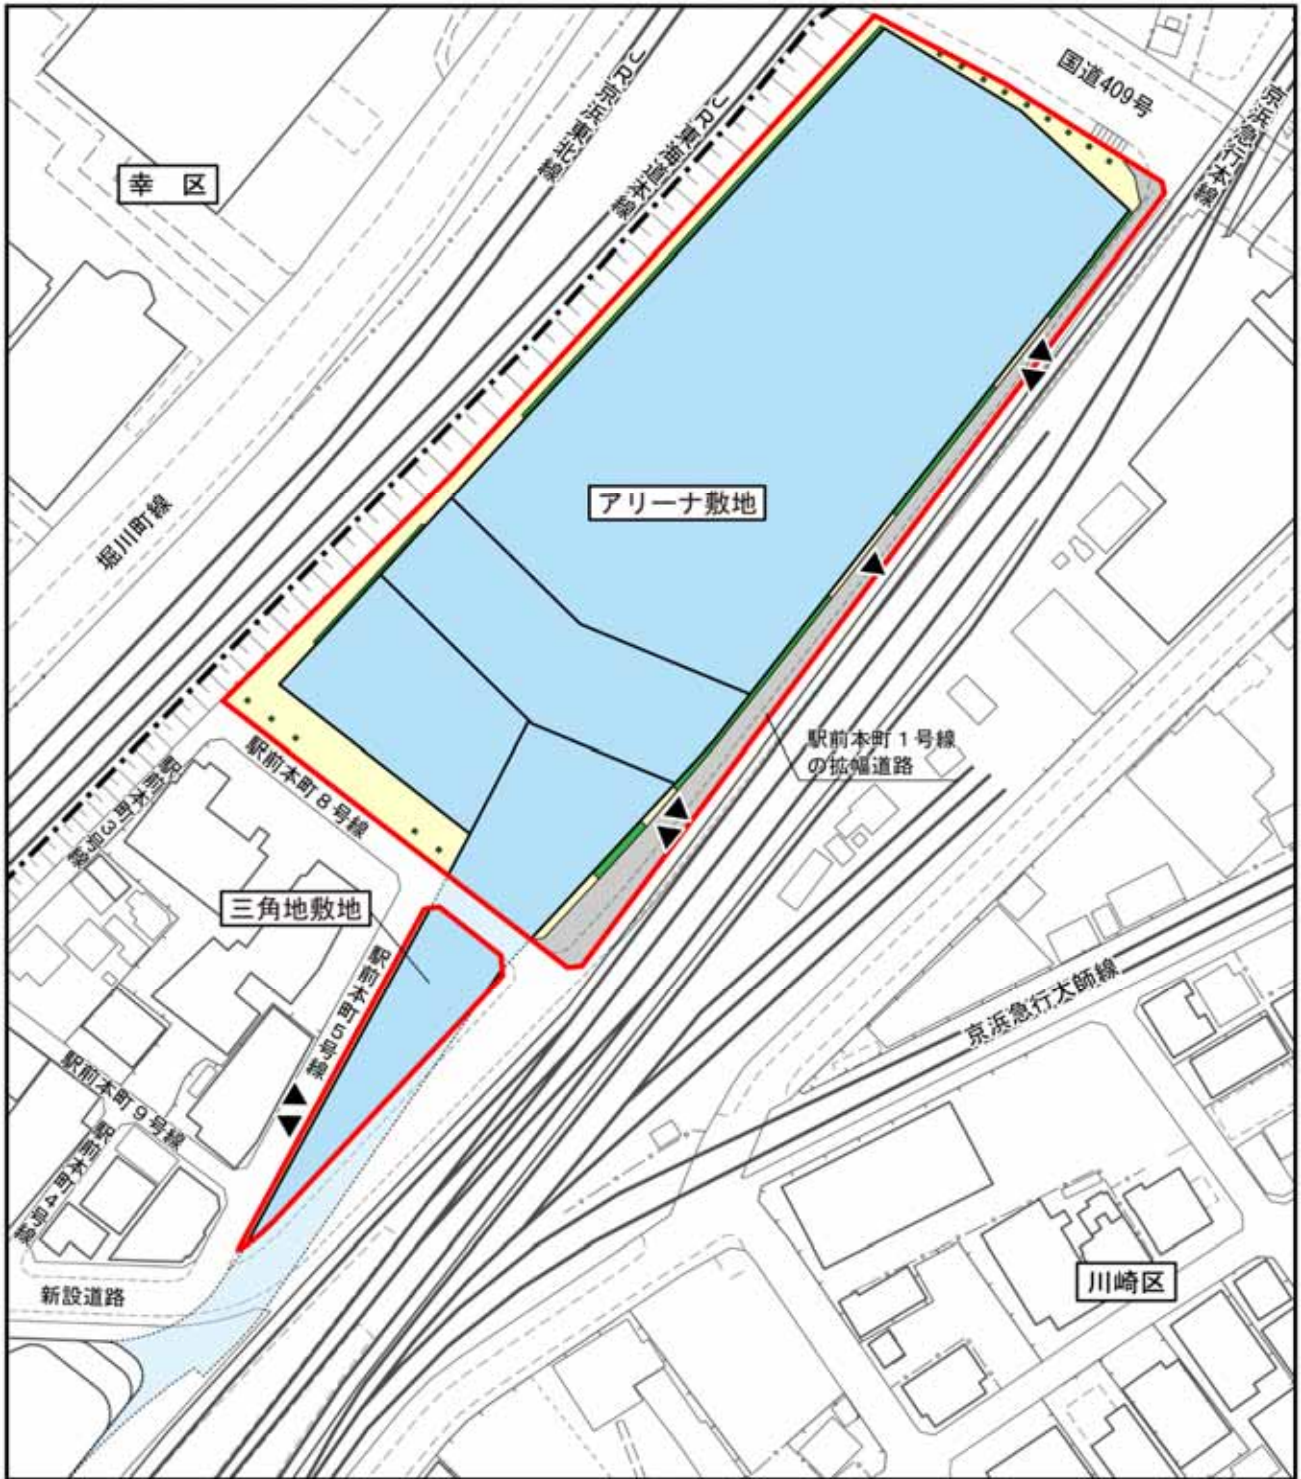 国道409号
京浜急行本線
JR京浜東北線
JR東海道本線
幸 区
アリーナ敷地
堀川町線
駅前本町1号線
の拡幅道路
駅前本町8号線
駅前本町3号線
三角地敷地
駅前本町5号線
京浜急行大師線
駅前本町9号線
駅前本町4号線
川崎区
新設道路